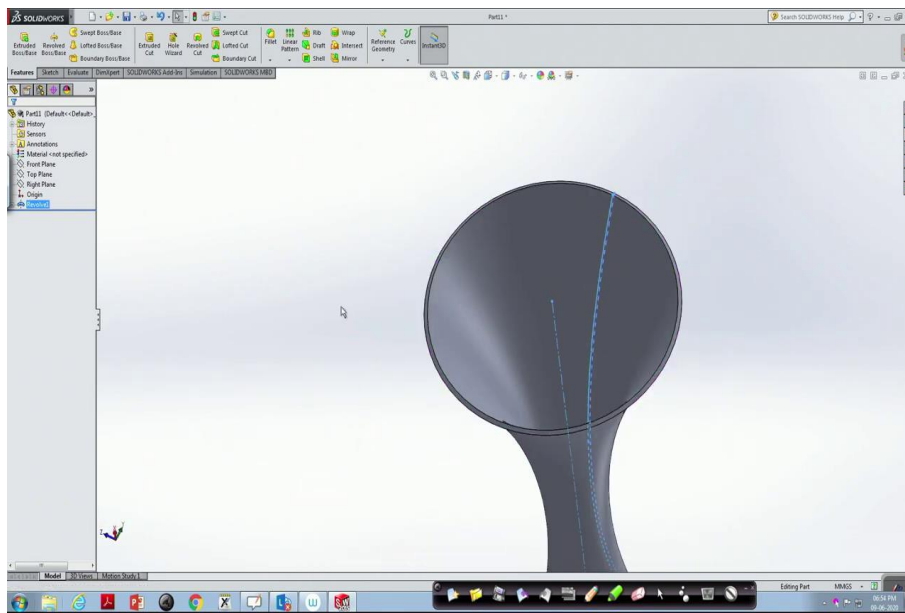 SOLIDWORKS
Part11 *
Search SOLIDWORKS Help
Extruded Boss/Base
Revolved Boss/Base
Swept Boss/Base
Lofted Boss/Base
Boundary Boss/Base
Extruded Cut
Hole Wizard
Revolved Cut
Swept Cut
Lofted Cut
Boundary Cut
Fillet
Linear Pattern
Rib
Draft
Shell
Wrap
Intersect
Mirror
Reference Geometry
Curves
Instant3D
Features Sketch Evaluate DimXpert SOLIDWORKS Add-Ins Simulation SOLIDWORKS MBD
Part11 (Default<<Default>_
History
Sensors
Annotations
Material <not specified>
Front Plane
Top Plane
Right Plane
Origin
Revolve1
Model 3D Views Motion Study 1
Editing Part MMGS
06:34 PM